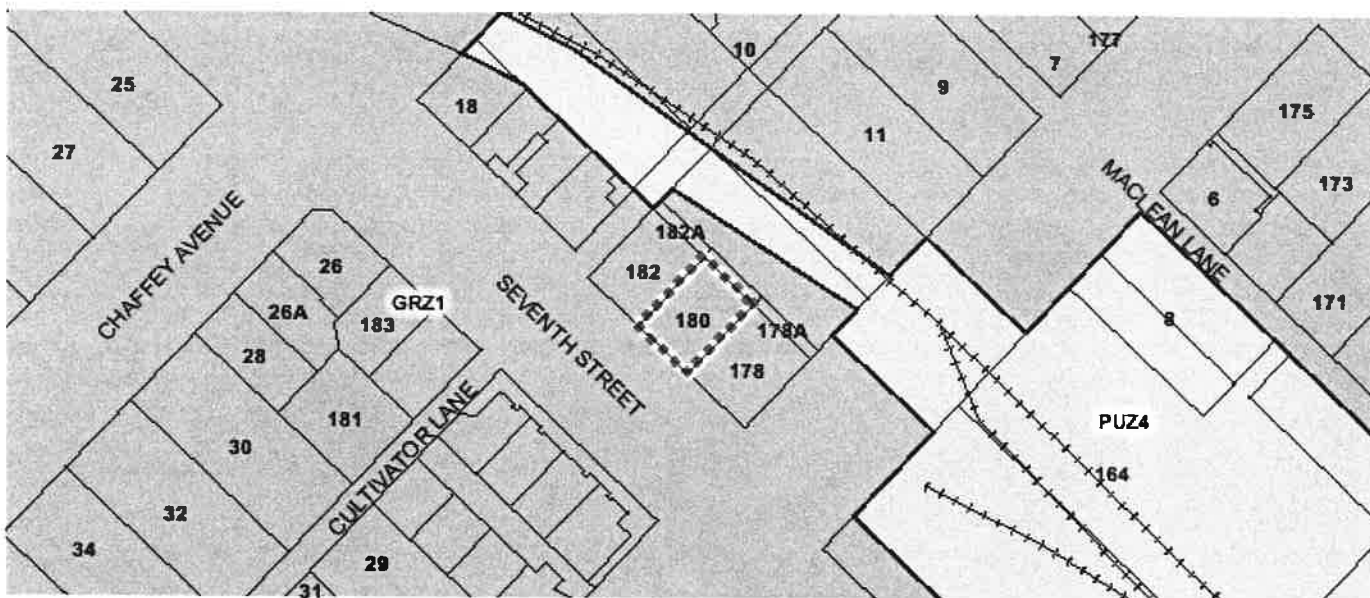 10
177
7
25
9
18
175
11
27
MACLEAN LANE
173
6
182A
CHAFFEY AVENUE
182
26
SEVENTH STREET
GRZ1
26A
180
171
183
178A
8
28
178
181
CULTIVATOR LANE
PUZ4
30
164
32
34
29
31